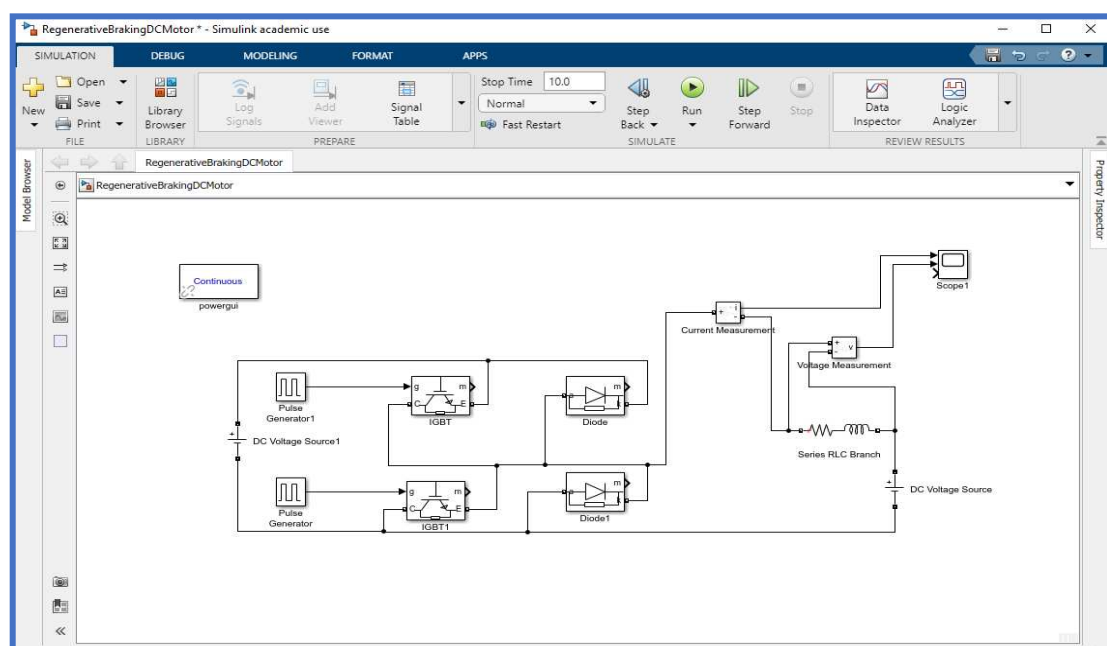 RegenerativeBrakingDCMotor * - Simulink academic use
SIMULATION DEBUG MODELING FORMAT APPS
New
Open
Save
Print
FILE
Library
Browser
LIBRARY
Log
Signals
Add
Viewer
Signal
Table
PREPARE
Stop Time 10.0
Normal
Fast Restart
Step
Back
Run
Step
Forward
Stop
SIMULATE
Data
Inspector
Logic
Analyzer
REVIEW RESULTS
Model Browser
RegenerativeBrakingDCMotor
RegenerativeBrakingDCMotor
Property Inspector
Continuous
powergui
Scope1
i
+
-
Current Measurement
+
-
v
Voltage Measurement
Pulse
Generator1
g m
C E
IGBT
a m
k
Diode
+
DC Voltage Source1
Series RLC Branch
Pulse
Generator
g m
C E
IGBT1
a m
k
Diode1
+
DC Voltage Source